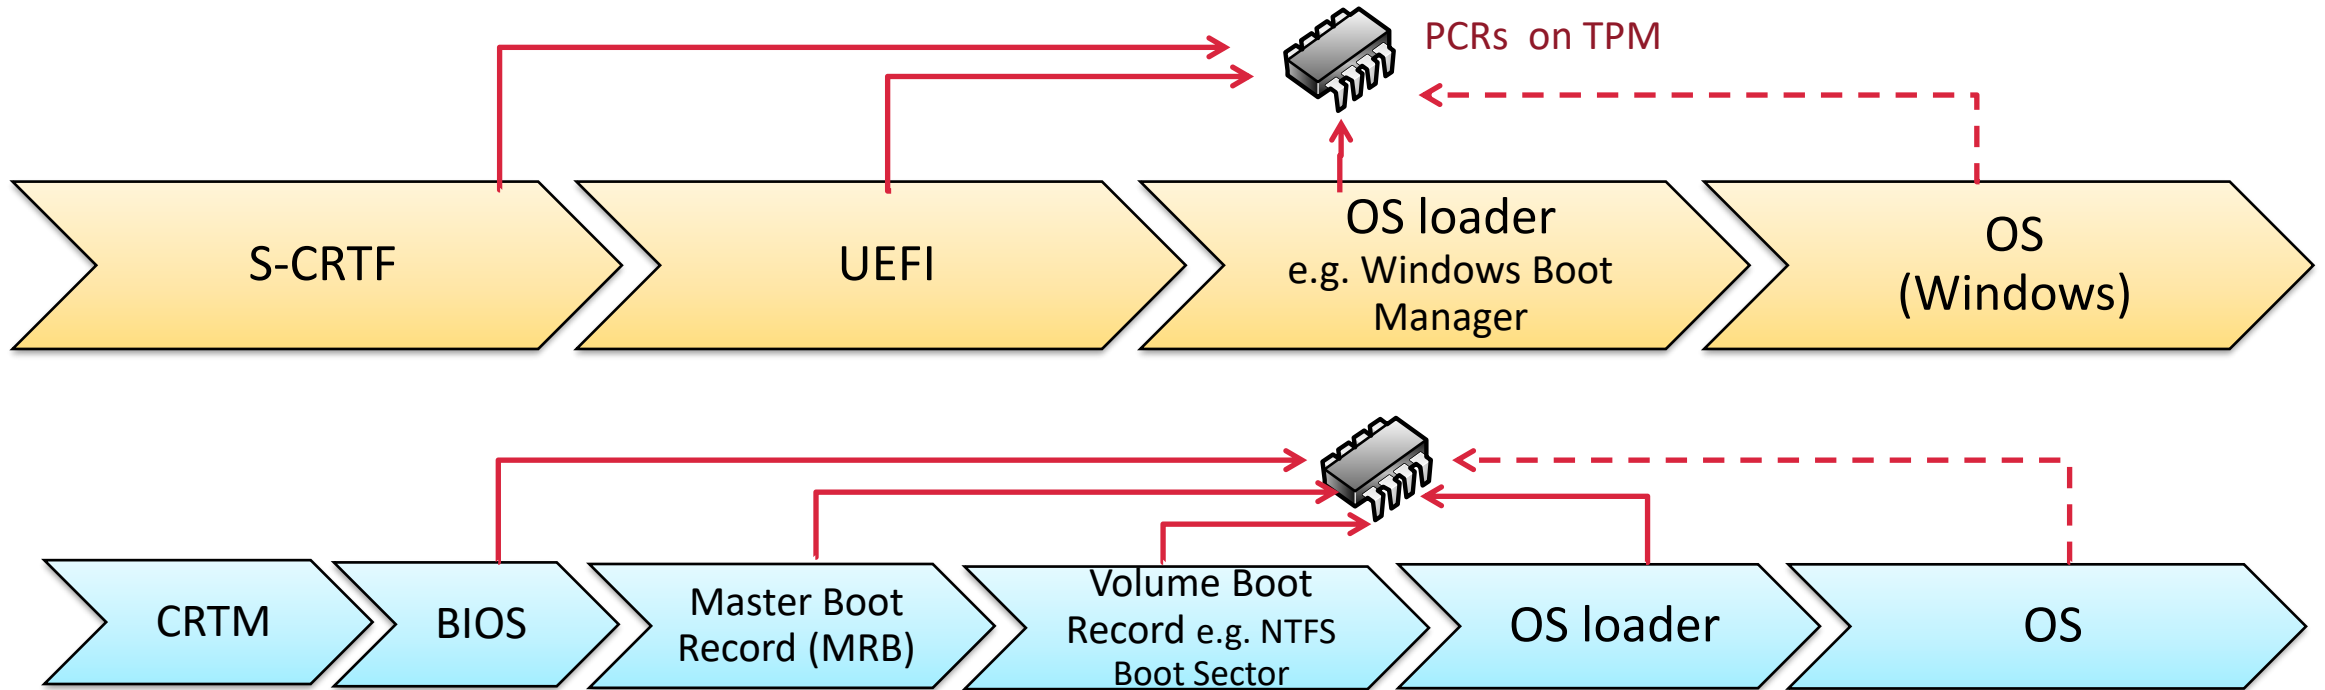 PCRs on TPM
S-CRTF
UEFI
OS loader
e.g. Windows Boot
Manager
OS
(Windows)
CRTM
BIOS
Master Boot
Record (MRB)
Volume Boot
Record e.g. NTFS
Boot Sector
OS loader
OS